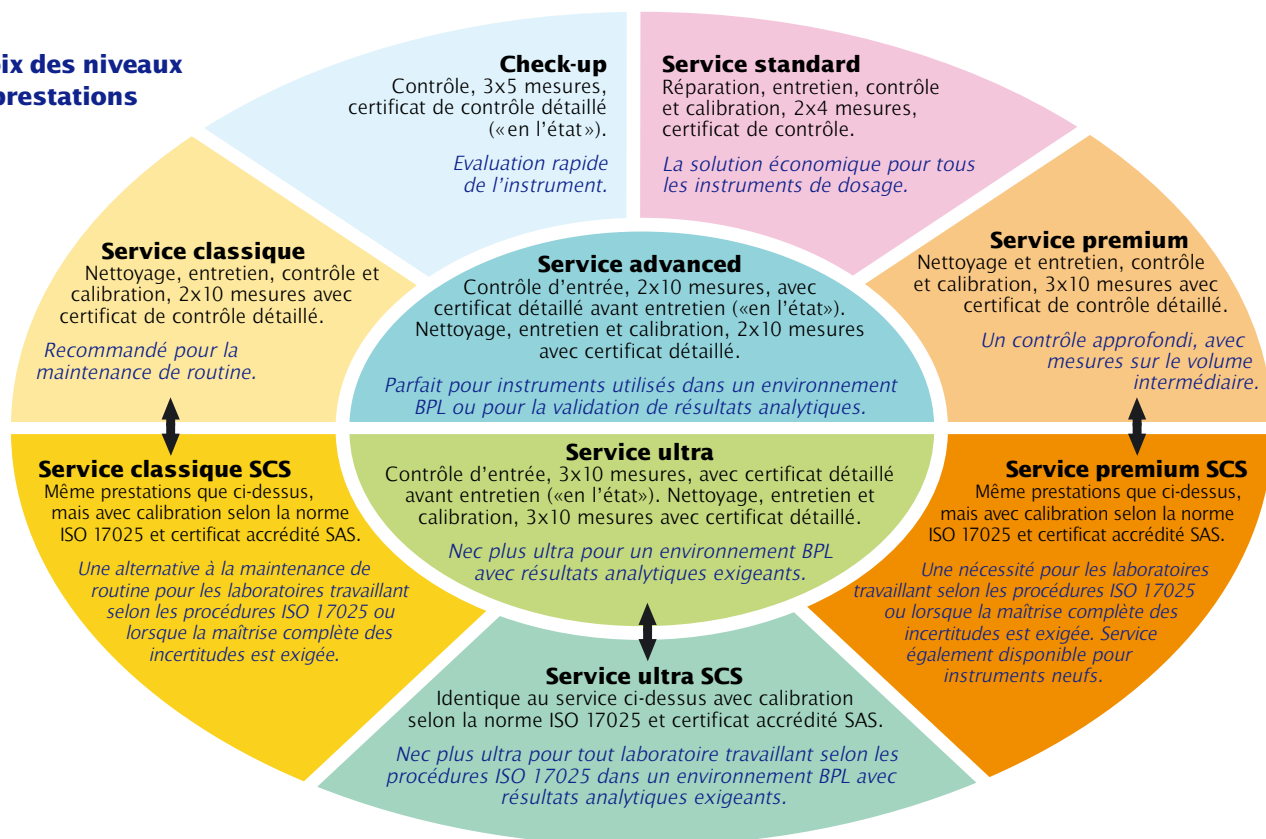 prestations
Check-up
Contrôle, 3x5 mesures,
certificat de contrôle détaillé
(«en l’état»).
Evaluation rapide
de l’instrument.
Service standard
Réparation, entretien, contrôle
et calibration, 2x4 mesures,
certificat de contrôle.
La solution économique pour tous
les instruments de dosage.
Service classique
Nettoyage, entretien, contrôle et
calibration, 2x10 mesures avec
certificat de contrôle détaillé.
Recommandé pour la
maintenance de routine.
Service advanced
Contrôle d’entrée, 2x10 mesures, avec
certificat détaillé avant entretien («en l’état»).
Nettoyage, entretien et calibration, 2x10 mesures
avec certificat détaillé.
Parfait pour instruments utilisés dans un environnement
BPL ou pour la validation de résultats analytiques.
Service premium
Nettoyage et entretien, contrôle
et calibration, 3x10 mesures avec
certificat de contrôle détaillé.
Un contrôle approfondi, avec
mesures sur le volume
intermédiaire.
Service classique SCS
Même prestations que ci-dessus,
mais avec calibration selon la norme
ISO 17025 et certificat accrédité SAS.
Une alternative à la maintenance de
routine pour les laboratoires travaillant
selon les procédures ISO 17025 ou
lorsque la maîtrise complète des
incertitudes est exigée.
Service ultra
Contrôle d’entrée, 3x10 mesures, avec certificat détaillé
avant entretien («en l’état»). Nettoyage, entretien et
calibration, 3x10 mesures avec certificat détaillé.
Nec plus ultra pour un environnement BPL
avec résultats analytiques exigeants.
Service premium SCS
Même prestations que ci-dessus,
mais avec calibration selon la norme
ISO 17025 et certificat accrédité SAS.
Une nécessité pour les laboratoires
travaillant selon les procédures ISO 17025
ou lorsque la maîtrise complète des
incertitudes est exigée. Service
également disponible pour
instruments neufs.
Service ultra SCS
Identique au service ci-dessus avec calibration
selon la norme ISO 17025 et certificat accrédité SAS.
Nec plus ultra pour tout laboratoire travaillant selon les
procédures ISO 17025 dans un environnement BPL avec
résultats analytiques exigeants.
des niveaux